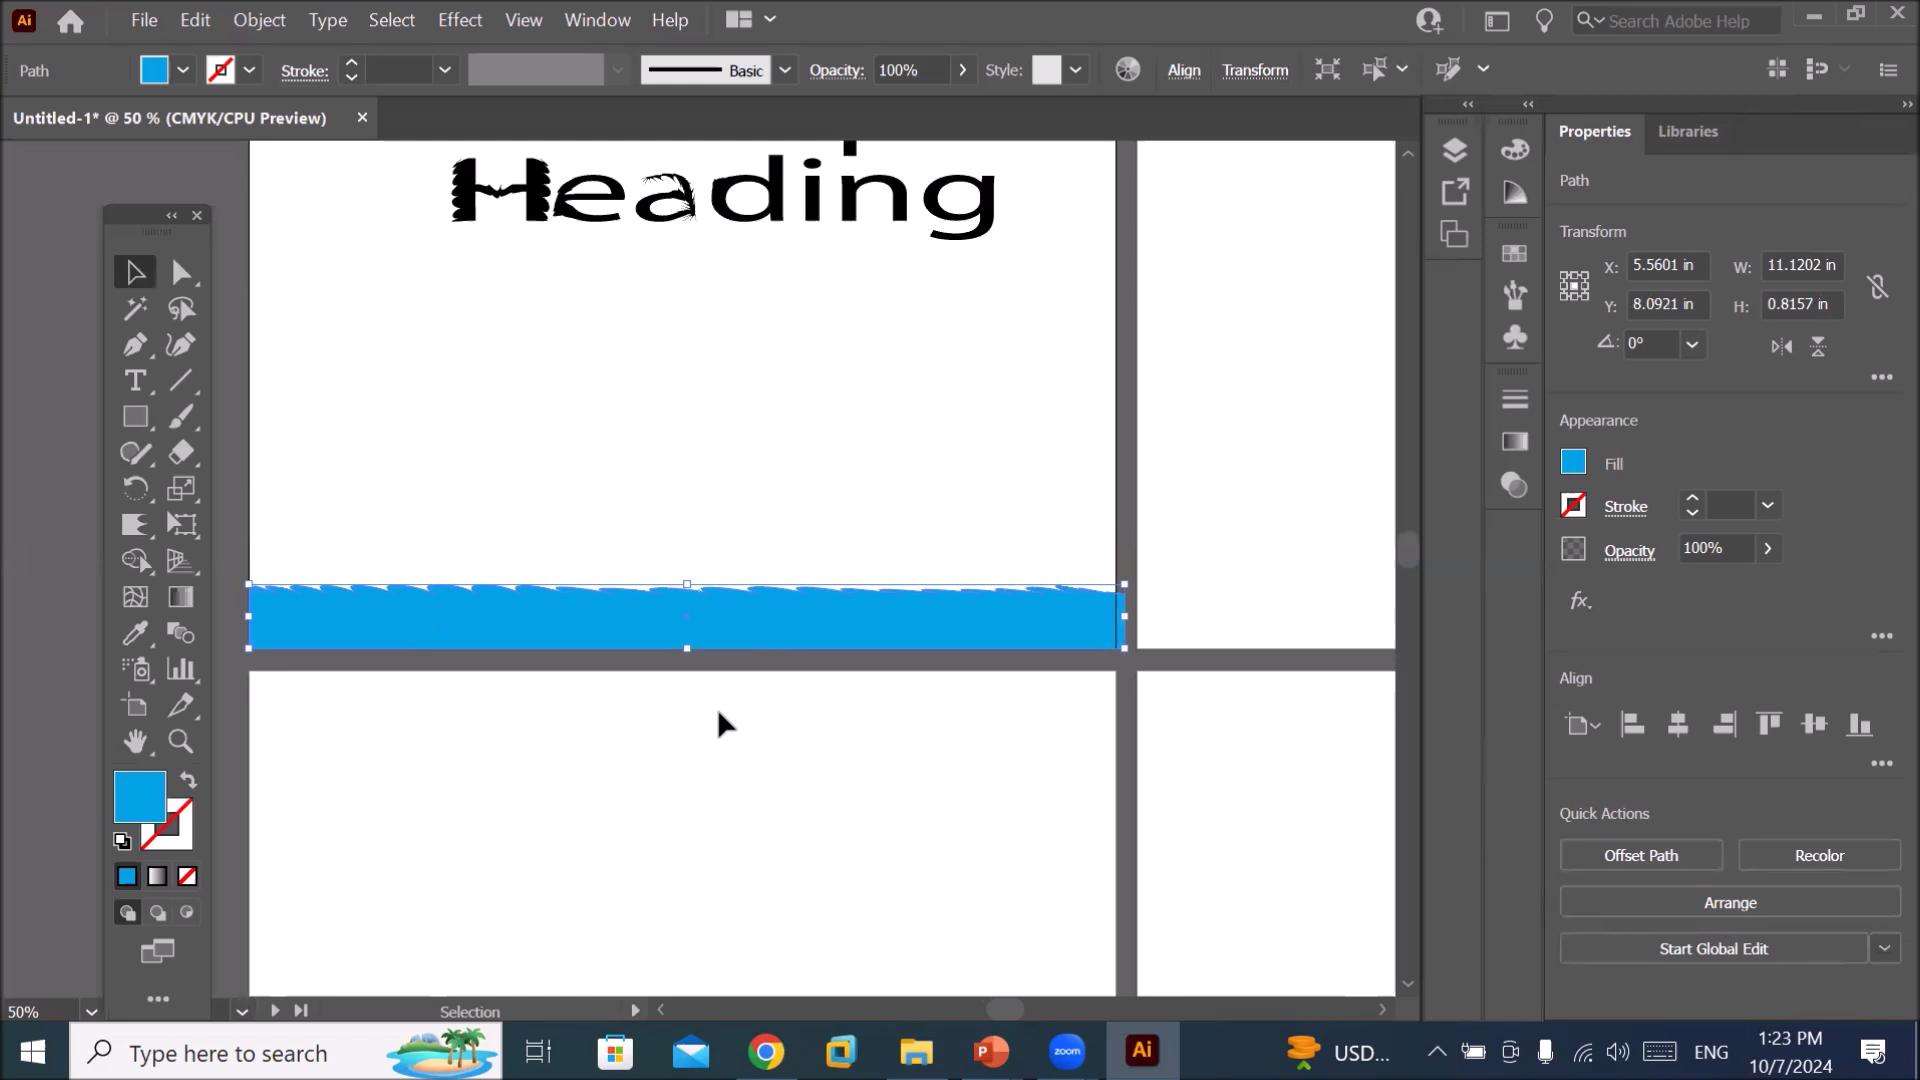 Ai File Edit Object Type Select Effect View Window Help Search Adobe Help
Path Stroke: Basic Opacity: 100% Style: Align Transform
Untitled-1* @ 50 % (CMYK/CPU Preview)
Properties Libraries
Path
Transform
X: 5.5601 in W: 11.1202 in
Y: 8.0921 in H: 0.8157 in
0°
Appearance
Fill
Stroke
Opacity 100%
fx
Align
Quick Actions
Offset Path Recolor
Arrange
Start Global Edit
Heading
50% Selection
Type here to search zoom Ai USD... ENG 1:23 PM
10/7/2024